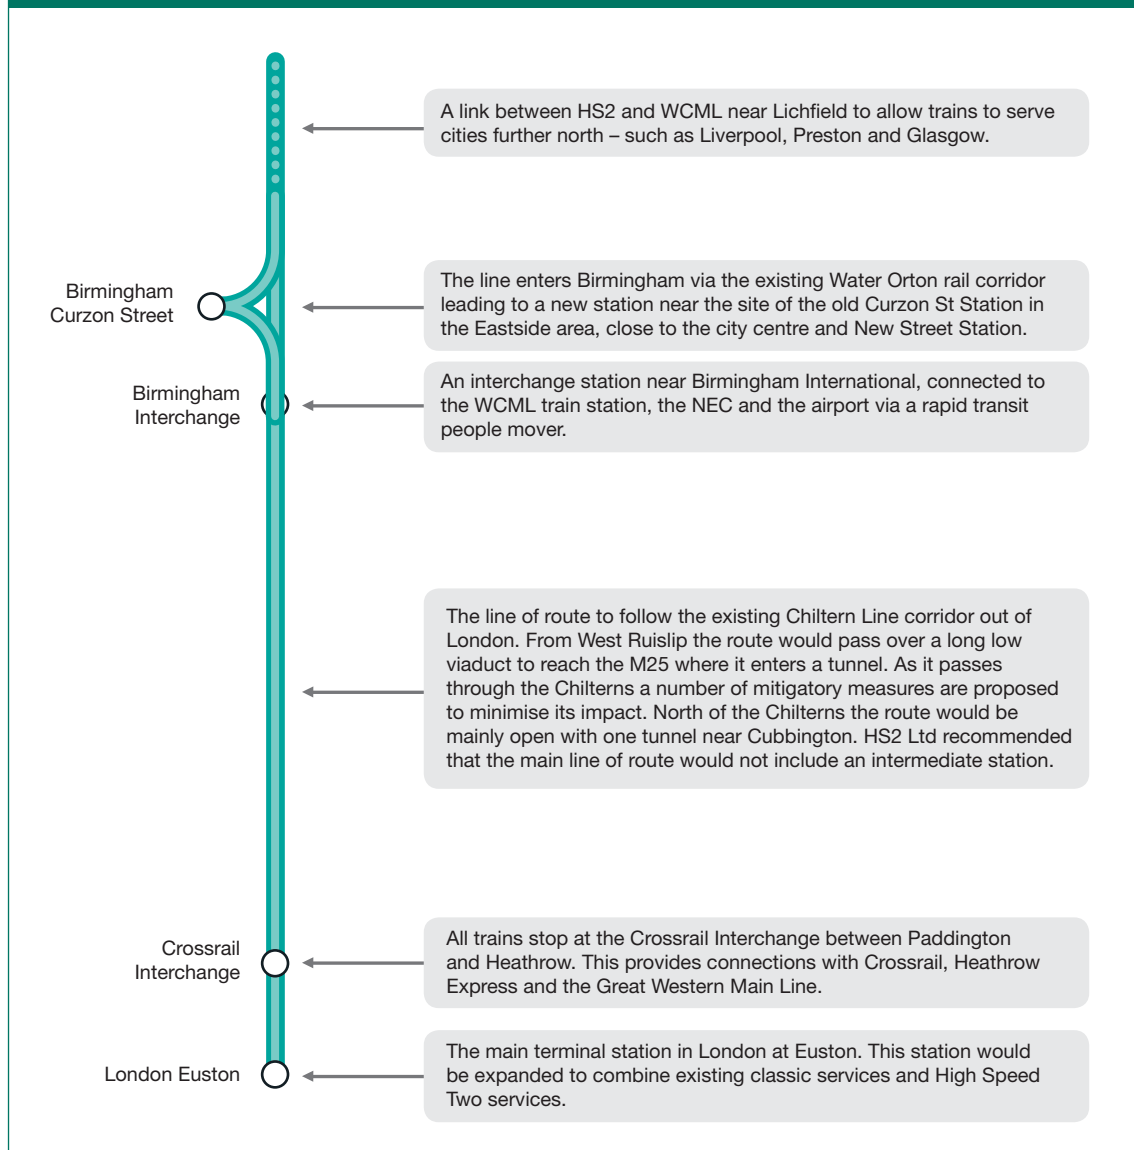 A link between HS2 and WCML near Lichfield to allow trains to serve
cities further north – such as Liverpool, Preston and Glasgow.
Birmingham
Curzon Street
The line enters Birmingham via the existing Water Orton rail corridor
leading to a new station near the site of the old Curzon St Station in
the Eastside area, close to the city centre and New Street Station.
Birmingham
Interchange
An interchange station near Birmingham International, connected to
the WCML train station, the NEC and the airport via a rapid transit
people mover.
The line of route to follow the existing Chiltern Line corridor out of
London. From West Ruislip the route would pass over a long low
viaduct to reach the M25 where it enters a tunnel. As it passes
through the Chilterns a number of mitigatory measures are proposed
to minimise its impact. North of the Chilterns the route would be
mainly open with one tunnel near Cubbington. HS2 Ltd recommended
that the main line of route would not include an intermediate station.
Crossrail
Interchange
All trains stop at the Crossrail Interchange between Paddington
and Heathrow. This provides connections with Crossrail, Heathrow
Express and the Great Western Main Line.
London Euston
The main terminal station in London at Euston. This station would
be expanded to combine existing classic services and High Speed
Two services.